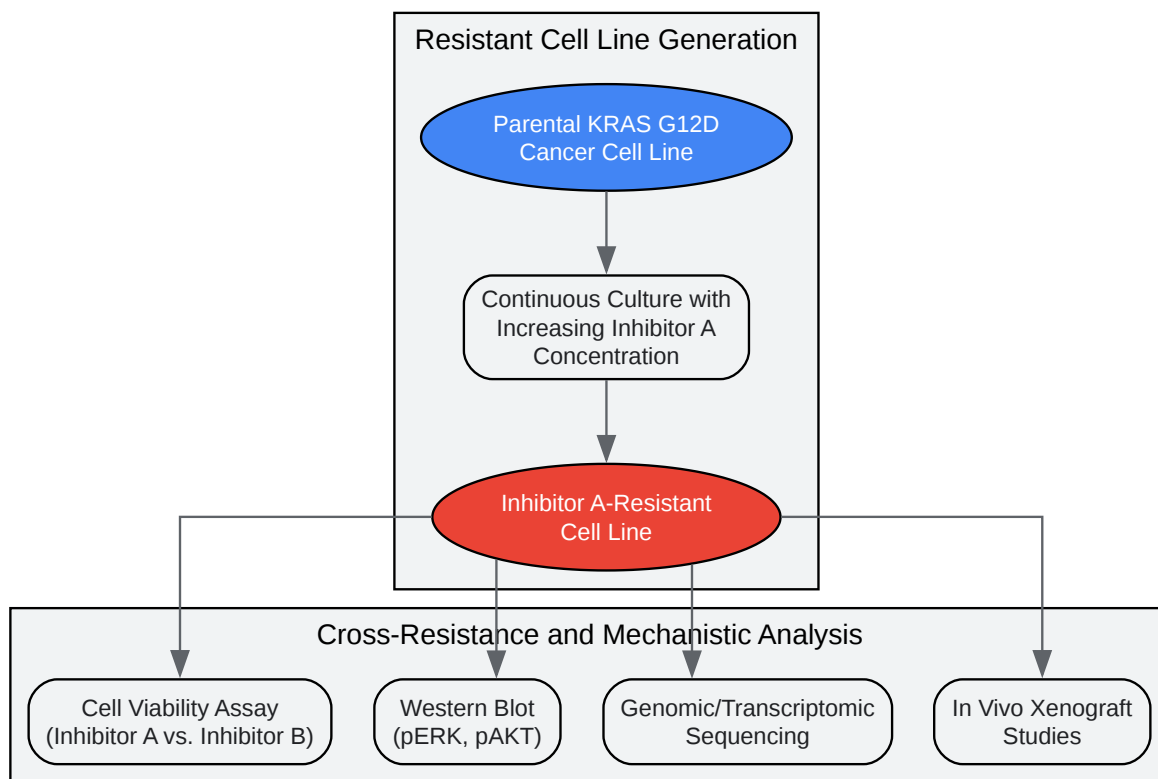 Resistant Cell Line Generation
Parental KRAS G12D
Cancer Cell Line
Continuous Culture with
Increasing Inhibitor A
Concentration
Inhibitor A-Resistant
Cell Line
Cross-Resistance and Mechanistic Analysis
Cell Viability Assay
(Inhibitor A vs. Inhibitor B)
Western Blot
(pERK, pAKT)
Genomic/Transcriptomic
Sequencing
In Vivo Xenograft
Studies